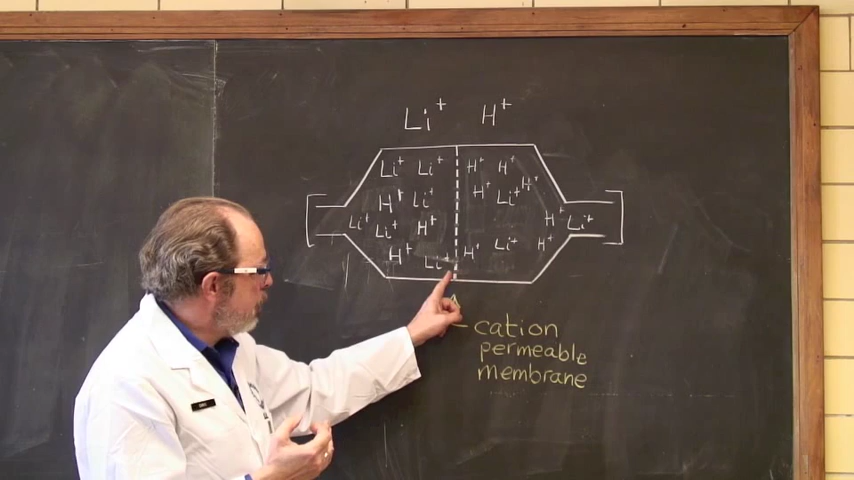 Li⁺ H⁺
Li⁺ Li⁺ H⁺ H⁺
H⁺ Li⁺ H⁺ Li⁺ H⁺
Li⁺ Li⁺ H⁺ H⁺ Li⁺
H⁺ Li⁺ H⁺ Li⁺ H⁺
cation
permeable
membrane